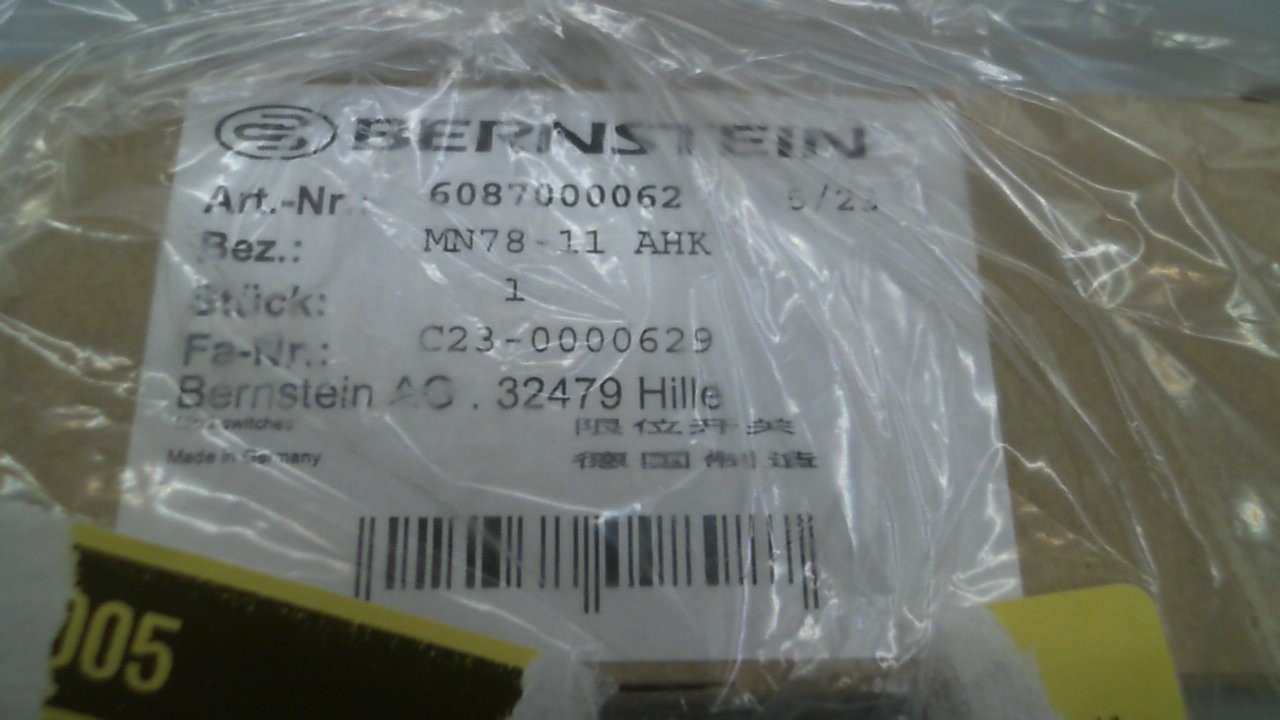 BERNSTEIN
Art.-Nr.: 6087000062
Bez.: MN78-11 AHK
Stück: 1
Fa-Nr.: C23-0000629
Bernstein AG . 32479 Hille
switches 限位开关
Made in Germany 德国制造
005